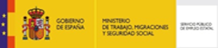 GOBIERNO
DE ESPAÑA
MINISTERIO
DE TRABAJO, MIGRACIONES
Y SEGURIDAD SOCIAL
SERVICIO PÚBLICO
DE EMPLEO ESTATAL